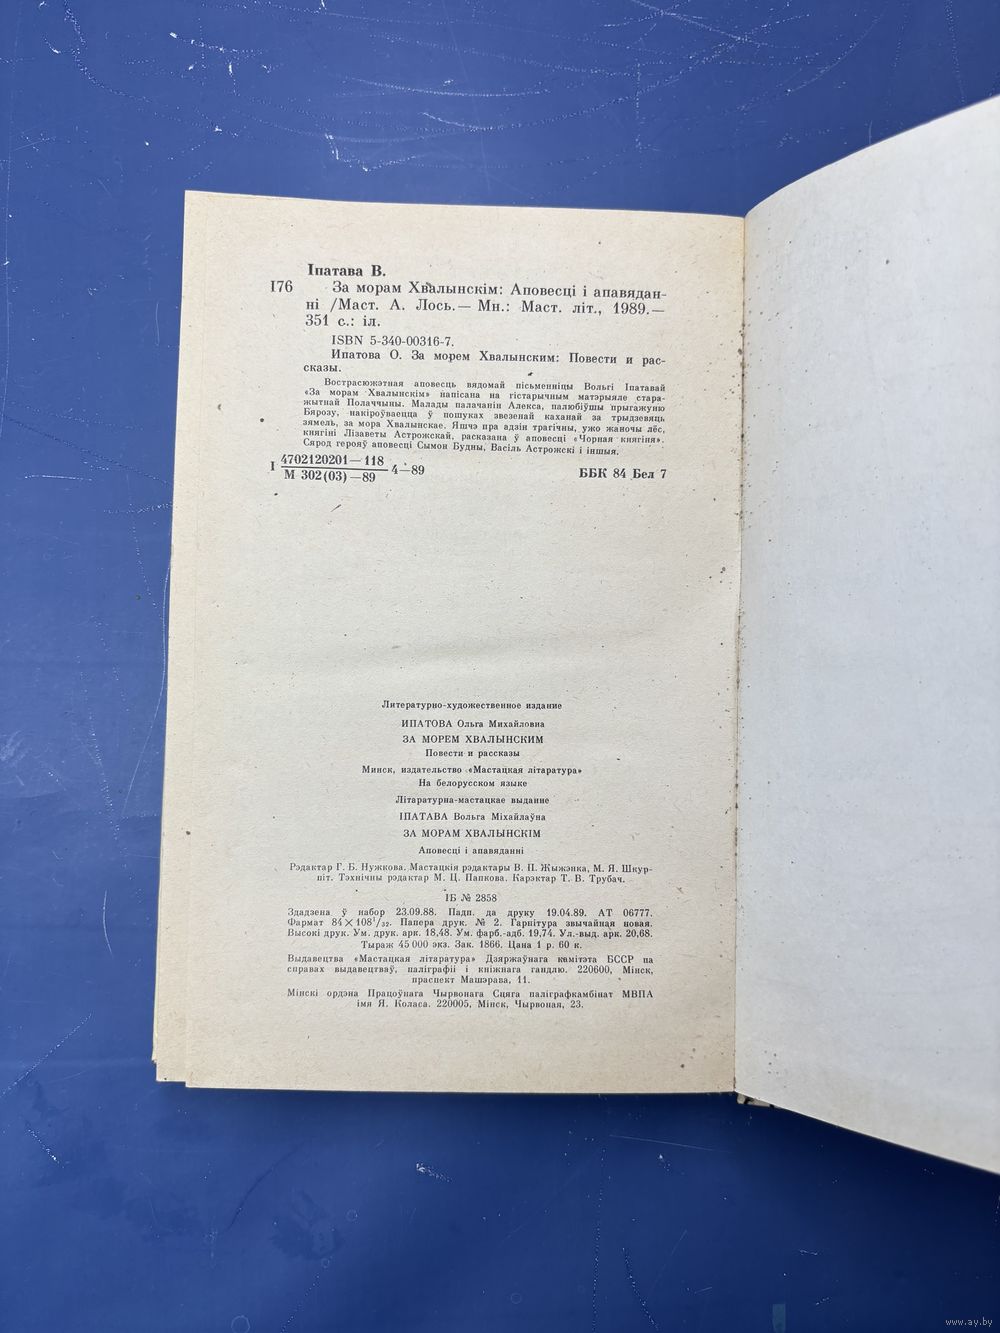 Іпатава В.
І76 За морам Хвалынскім: Аповесці і апавядан-
ні /Маст. А. Лось.— Мн.: Маст. літ., 1989.—
351 с.: іл.
ISBN 5-340-00316-7.
Ипатова О. За морем Хвалынским: Повести и рас-
сказы.
Вострасюжэтная аповесць вядомай пісьменніцы Вольгі Іпатавай
«За морам Хвалынскім» напісана на гістарычным матэрыяле стара-
жытнай Полаччыны. Малады палачанін Алекса, палюбіўшы прыгажуню
Бярозу, накіроўваецца ў пошуках звезенай каханай за трыдзевяць
зямель, за мора Хвалынскае. Яшчэ пра адзін трагічны, ужо жаночы лёс,
княгіні Лізаветы Астрожскай, расказана ў аповесці «Чорная княгіня».
Сярод герояў аповесці Сымон Будны, Васіль Астрожскі і іншыя.
І 4702120201—118
М 302(03)—89 4—89 ББК 84 Бел 7
Литературно-художественное издание
ИПАТОВА Ольга Михайловна
ЗА МОРЕМ ХВАЛЫНСКИМ
Повести и рассказы
Минск, издательство «Мастацкая літаратура»
На белорусском языке
Літаратурна-мастацкае выданне
ІПАТАВА Вольга Міхайлаўна
ЗА МОРАМ ХВАЛЫНСКІМ
Аповесці і апавяданні
Рэдактар Г. Б. Нужкова. Мастацкія рэдактары В. П. Жыжэнка, М. Я. Шкур-
піт. Тэхнічны рэдактар М. Ц. Папкова. Карэктар Т. В. Трубач.
ІБ № 2858
Здадзена ў набор 23.09.88. Падп. да друку 19.04.89. АТ 06777.
Фармат 84×108¹/₃₂. Папера друк. № 2. Гарнітура звычайная новая.
Высокі друк. Ум. друк. арк. 18,48. Ум. фарб.-адб. 19,74. Ул.-выд. арк. 20,68.
Тыраж 45 000 экз. Зак. 1866. Цана 1 р. 60 к.
Выдавецтва «Мастацкая літаратура» Дзяржаўнага камітэта БССР па
справах выдавецтваў, паліграфіі і кніжнага гандлю. 220600, Мінск,
праспект Машэрава, 11.
Мінскі ордэна Працоўнага Чырвонага Сцяга паліграфкамбінат МВПА
імя Я. Коласа. 220005, Мінск, Чырвоная, 23.
www.ay.by